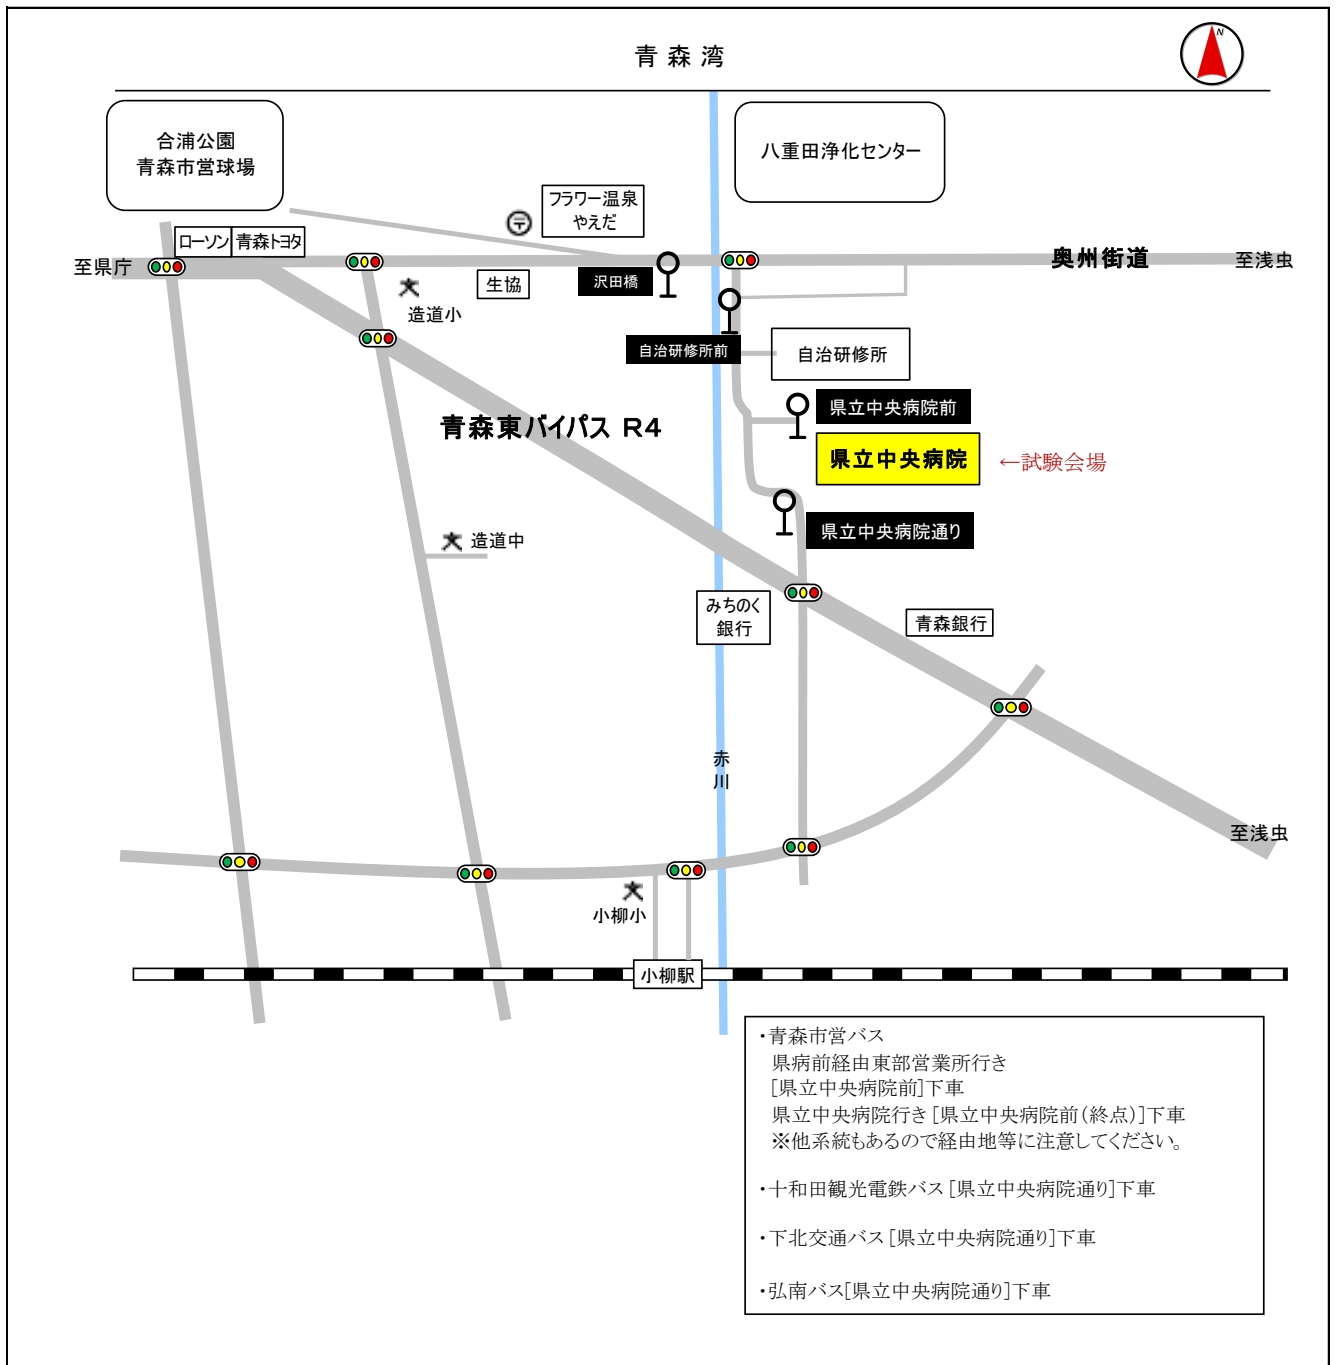 青 森 湾
N
合浦公園
青森市営球場
八重田浄化センター
フラワー温泉
やえだ
ローソン
青森トヨタ
至県庁
奥州街道
至浅虫
沢田橋
生協
造道小
自治研修所前
自治研修所
県立中央病院前
青森東バイパス R4
県立中央病院
←試験会場
県立中央病院通り
造道中
みちのく
銀行
青森銀行
赤
川
至浅虫
小柳小
小柳駅
・青森市営バス
県病前経由東部営業所行き
[県立中央病院前]下車
県立中央病院行き [県立中央病院前(終点)]下車
※他系統もあるので経由地等に注意してください。
・十和田観光電鉄バス [県立中央病院通り]下車
・下北交通バス [県立中央病院通り]下車
・弘南バス[県立中央病院通り]下車